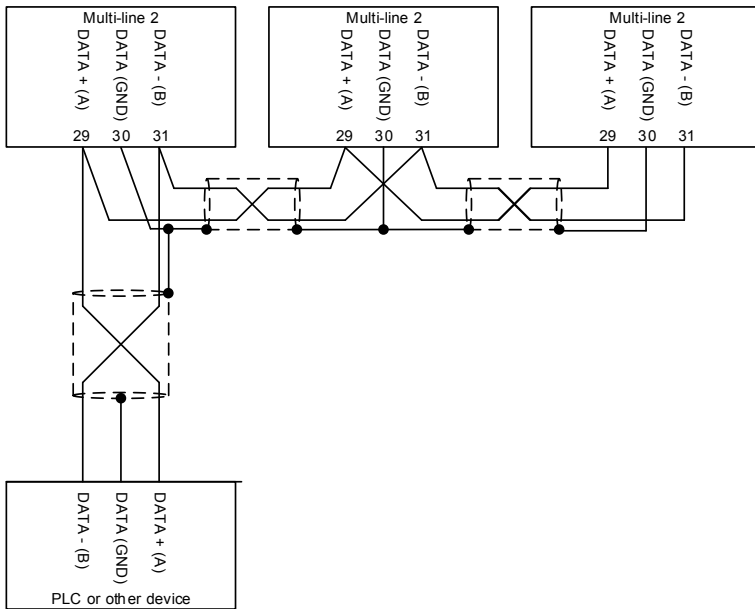 Multi-line 2
DATA + (A)
DATA (GND)
DATA - (B)
29 30 31
Multi-line 2
DATA + (A)
DATA (GND)
DATA - (B)
29 30 31
Multi-line 2
DATA + (A)
DATA (GND)
DATA - (B)
29 30 31
DATA - (B)
DATA (GND)
DATA + (A)
PLC or other device